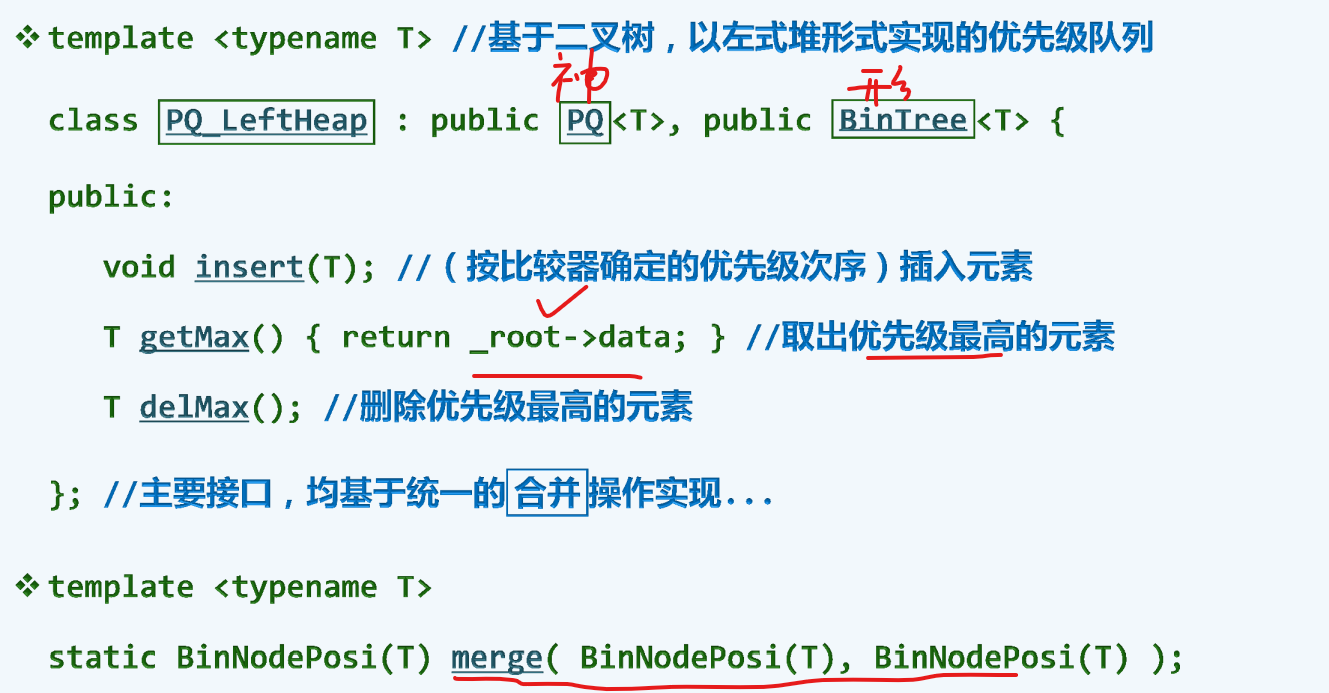 ❖ template <typename T> //基于二叉树，以左式堆形式实现的优先级队列
神 形
class PQ_LeftHeap : public PQ<T>, public BinTree<T> {
public:
void insert(T); //（按比较器确定的优先级次序）插入元素
T getMax() { return _root->data; } //取出优先级最高的元素
T delMax(); //删除优先级最高的元素
}; //主要接口，均基于统一的合并操作实现...
❖ template <typename T>
static BinNodePosi(T) merge( BinNodePosi(T), BinNodePosi(T) );